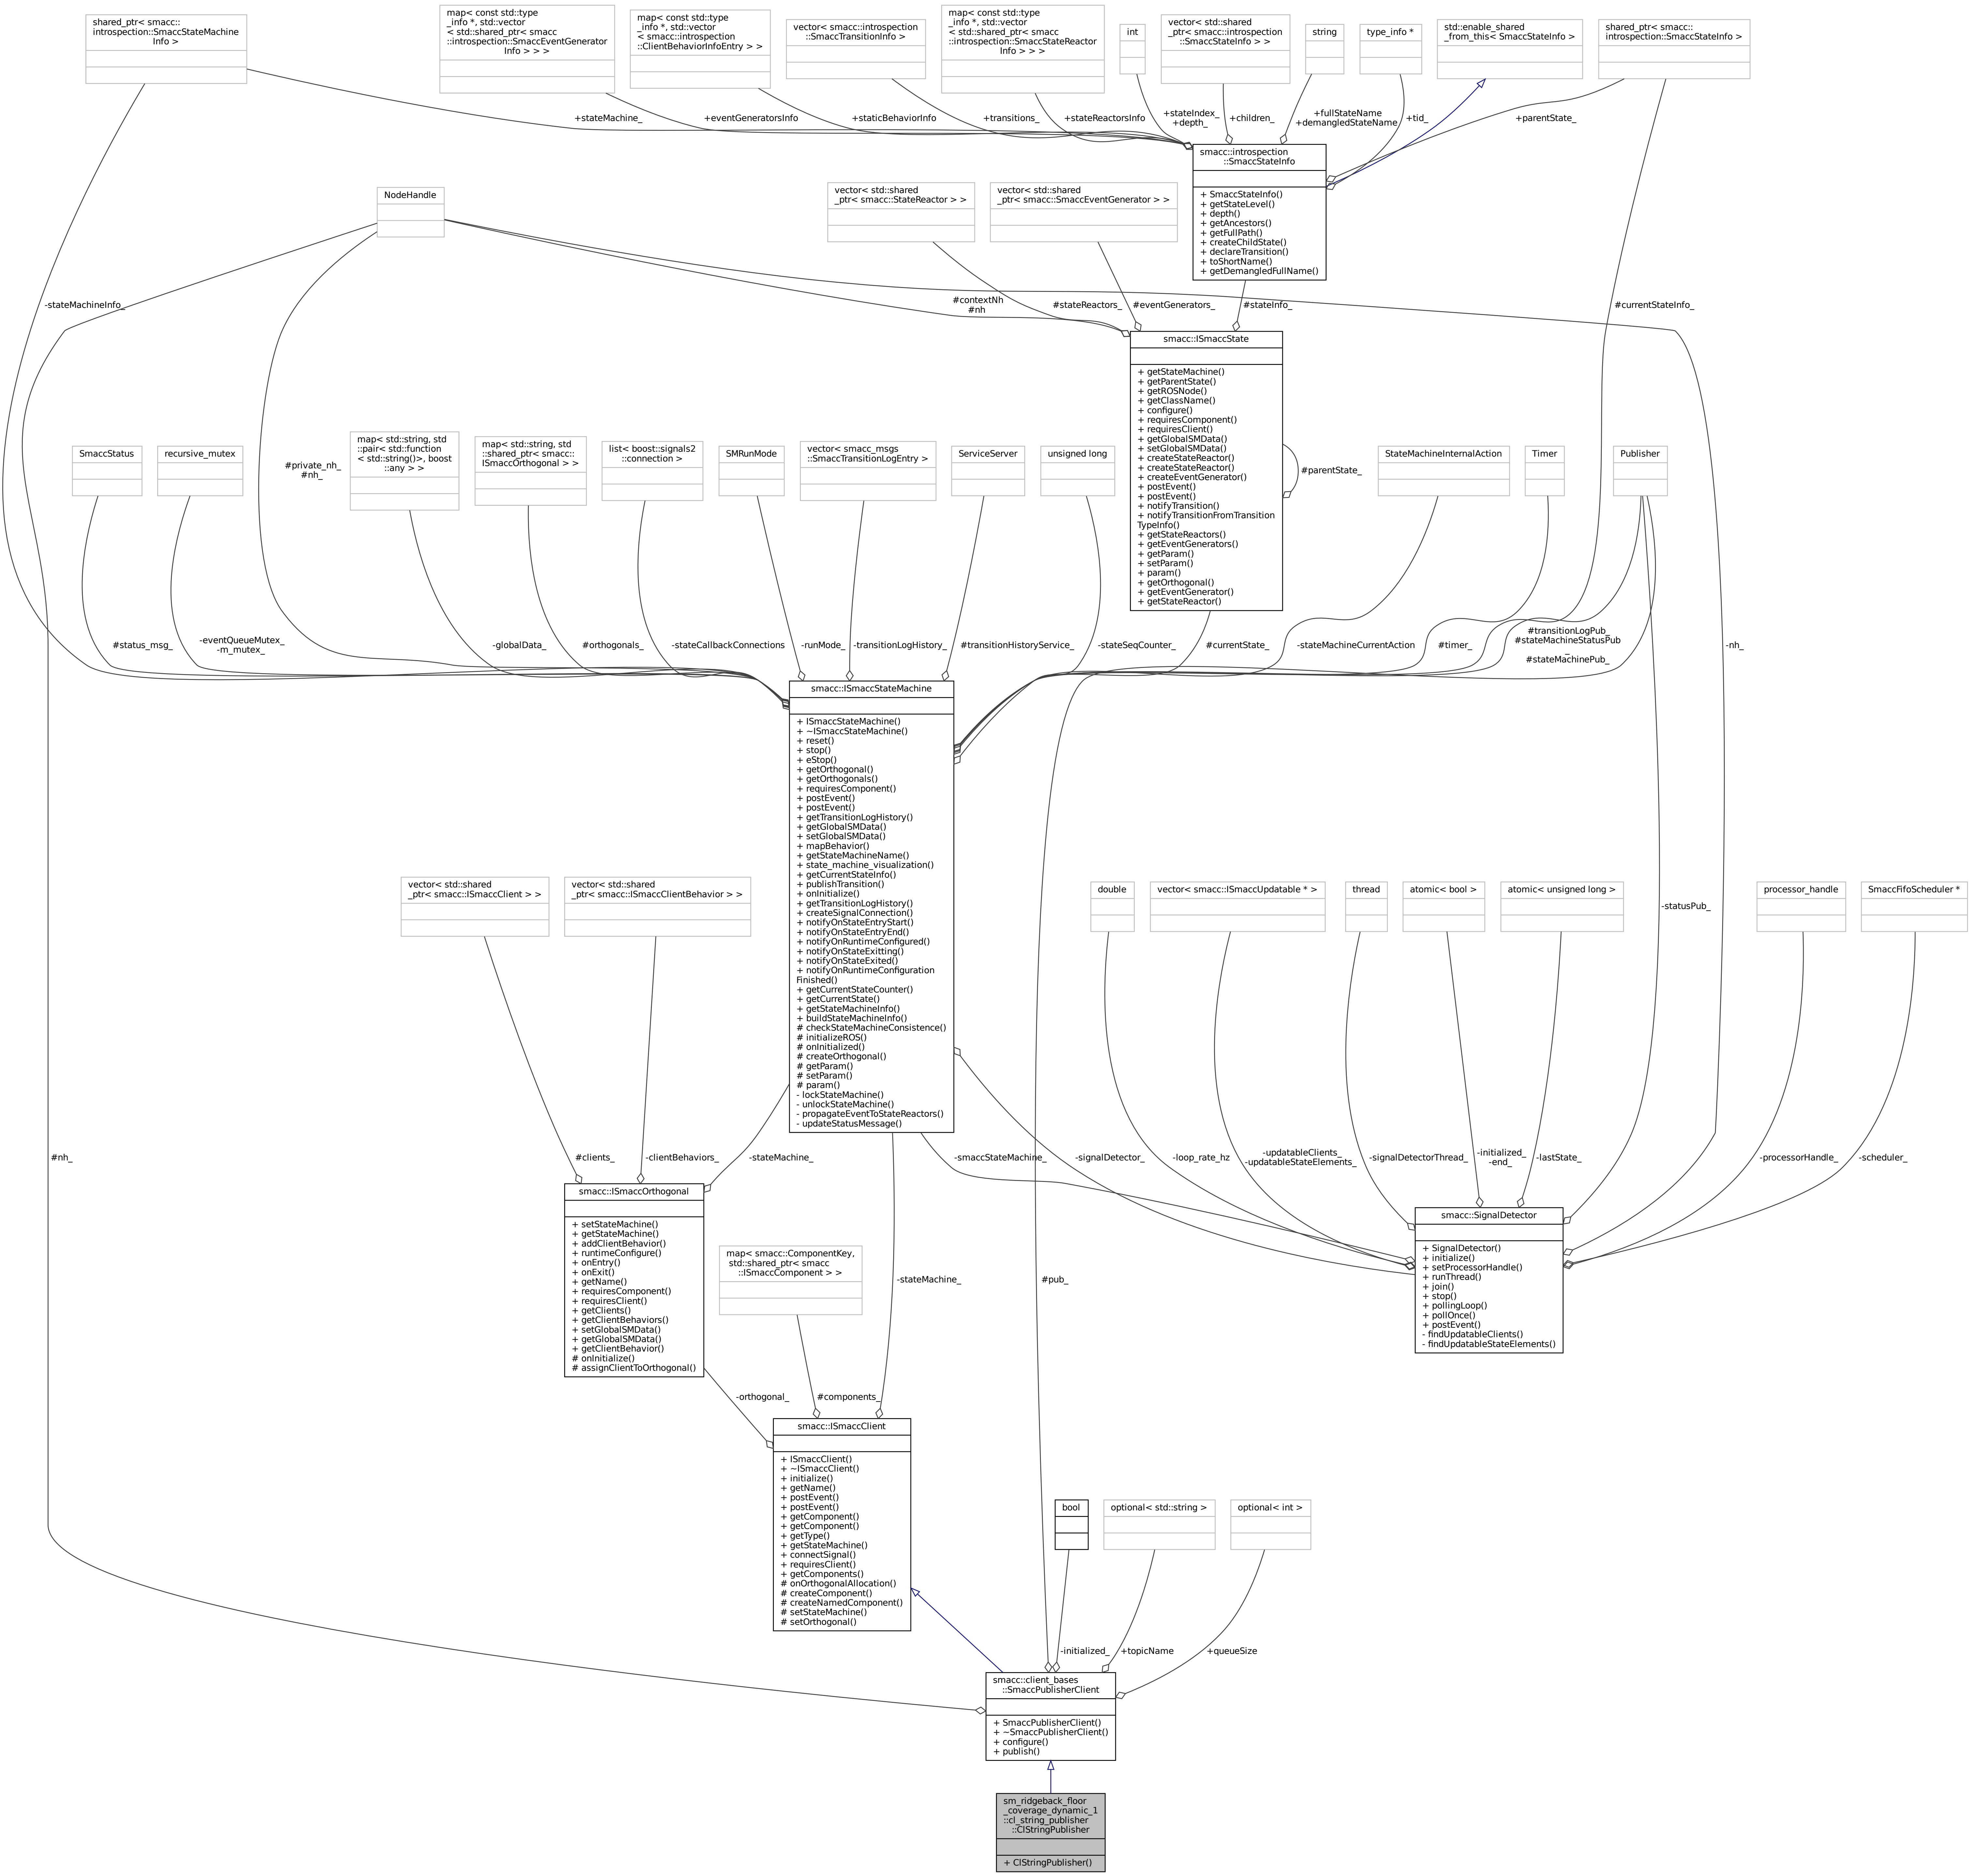 shared_ptr< smacc::
introspection::SmaccStateMachine
Info >
map< const std::type
_info *, std::vector
< std::shared_ptr< smacc
::introspection::SmaccEventGenerator
Info > > >
map< const std::type
_info *, std::vector
< smacc::introspection
::ClientBehaviorInfoEntry > >
vector< smacc::introspection
::SmaccTransitionInfo >
map< const std::type
_info *, std::vector
< std::shared_ptr< smacc
::introspection::SmaccStateReactor
Info > > >
int
vector< std::shared
_ptr< smacc::introspection
::SmaccStateInfo > >
string
type_info *
std::enable_shared
_from_this< SmaccStateInfo >
shared_ptr< smacc::
introspection::SmaccStateInfo >
+stateMachine_
+eventGeneratorsInfo
+staticBehaviorInfo
+transitions_
+stateReactorsInfo
+stateIndex_
+depth_
+children_
+fullStateName
+demangledStateName
+tid_
+parentState_
smacc::introspection
::SmaccStateInfo
+ SmaccStateInfo()
+ getStateLevel()
+ depth()
+ getAncestors()
+ getFullPath()
+ createChildState()
+ declareTransition()
+ toShortName()
+ getDemangledFullName()
NodeHandle
vector< std::shared
_ptr< smacc::StateReactor > >
vector< std::shared
_ptr< smacc::SmaccEventGenerator > >
-stateMachineInfo_
#contextNh
#nh
#stateReactors_
#eventGenerators_
#stateInfo_
#currentStateInfo_
smacc::ISmaccState
+ getStateMachine()
+ getParentState()
+ getROSNode()
+ getClassName()
+ configure()
+ requiresComponent()
+ requiresClient()
+ getGlobalSMData()
+ setGlobalSMData()
+ createStateReactor()
+ createStateReactor()
+ createEventGenerator()
+ postEvent()
+ postEvent()
+ notifyTransition()
+ notifyTransitionFromTransition
TypeInfo()
+ getStateReactors()
+ getEventGenerators()
+ getParam()
+ setParam()
+ param()
+ getOrthogonal()
+ getEventGenerator()
+ getStateReactor()
#parentState_
SmaccStatus
recursive_mutex
#private_nh_
#nh_
map< std::string, std
::pair< std::function
< std::string()>, boost
::any > >
map< std::string, std
::shared_ptr< smacc::
ISmaccOrthogonal > >
list< boost::signals2
::connection >
SMRunMode
vector< smacc_msgs
::SmaccTransitionLogEntry >
ServiceServer
unsigned long
StateMachineInternalAction
Timer
Publisher
#status_msg_
-eventQueueMutex_
-m_mutex_
-globalData_
#orthogonals_
-stateCallbackConnections
-runMode_
-transitionLogHistory_
#transitionHistoryService_
-stateSeqCounter_
#currentState_
-stateMachineCurrentAction
#timer_
#transitionLogPub_
#stateMachineStatusPub
_
#stateMachinePub_
-nh_
smacc::ISmaccStateMachine
+ ISmaccStateMachine()
+ ~ISmaccStateMachine()
+ reset()
+ stop()
+ eStop()
+ getOrthogonal()
+ getOrthogonals()
+ requiresComponent()
+ postEvent()
+ postEvent()
+ getTransitionLogHistory()
+ getGlobalSMData()
+ setGlobalSMData()
+ mapBehavior()
+ getStateMachineName()
+ state_machine_visualization()
+ getCurrentStateInfo()
+ publishTransition()
+ onInitialize()
+ getTransitionLogHistory()
+ createSignalConnection()
+ notifyOnStateEntryStart()
+ notifyOnStateEntryEnd()
+ notifyOnRuntimeConfigured()
+ notifyOnStateExitting()
+ notifyOnStateExited()
+ notifyOnRuntimeConfiguration
Finished()
+ getCurrentStateCounter()
+ getCurrentState()
+ getStateMachineInfo()
+ buildStateMachineInfo()
# checkStateMachineConsistence()
# initializeROS()
# onInitialized()
# createOrthogonal()
# getParam()
# setParam()
# param()
- lockStateMachine()
- unlockStateMachine()
- propagateEventToStateReactors()
- updateStatusMessage()
vector< std::shared
_ptr< smacc::ISmaccClient > >
vector< std::shared
_ptr< smacc::ISmaccClientBehavior > >
double
vector< smacc::ISmaccUpdatable * >
thread
atomic< bool >
atomic< unsigned long >
-statusPub_
processor_handle
SmaccFifoScheduler *
#nh_
#clients_
-clientBehaviors_
-stateMachine_
-smaccStateMachine_
-signalDetector_
-loop_rate_hz
-updatableClients_
-updatableStateElements_
-signalDetectorThread_
-initialized_
-end_
-lastState_
-processorHandle_
-scheduler_
smacc::ISmaccOrthogonal
+ setStateMachine()
+ getStateMachine()
+ addClientBehavior()
+ runtimeConfigure()
+ onEntry()
+ onExit()
+ getName()
+ requiresComponent()
+ requiresClient()
+ getClients()
+ getClientBehaviors()
+ setGlobalSMData()
+ getGlobalSMData()
+ getClientBehavior()
# onInitialize()
# assignClientToOrthogonal()
smacc::SignalDetector
+ SignalDetector()
+ initialize()
+ setProcessorHandle()
+ runThread()
+ join()
+ stop()
+ pollingLoop()
+ pollOnce()
+ postEvent()
- findUpdatableClients()
- findUpdatableStateElements()
map< smacc::ComponentKey,
std::shared_ptr< smacc
::ISmaccComponent > >
-stateMachine_
#pub_
-orthogonal_
#components_
smacc::ISmaccClient
+ ISmaccClient()
+ ~ISmaccClient()
+ initialize()
+ getName()
+ postEvent()
+ postEvent()
+ getComponent()
+ getComponent()
+ getType()
+ getStateMachine()
+ connectSignal()
+ requiresClient()
+ getComponents()
# onOrthogonalAllocation()
# createComponent()
# createNamedComponent()
# setStateMachine()
# setOrthogonal()
bool
optional< std::string >
optional< int >
-initialized_
+topicName
+queueSize
smacc::client_bases
::SmaccPublisherClient
+ SmaccPublisherClient()
+ ~SmaccPublisherClient()
+ configure()
+ publish()
sm_ridgeback_floor
_coverage_dynamic_1
::cl_string_publisher
::ClStringPublisher
+ ClStringPublisher()